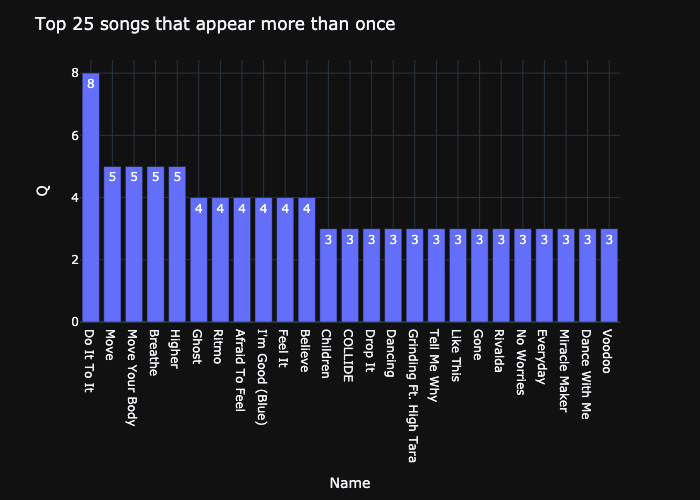 Top 25 songs that appear more than once
Q
8
6
4
2
0
8
5
5
5
5
4
4
4
4
4
4
3
3
3
3
3
3
3
3
3
3
3
3
3
3
Do It To It
Move
Move Your Body
Breathe
Higher
Ghost
Ritmo
Afraid To Feel
I'm Good (Blue)
Feel It
Believe
Children
COLLIDE
Drop It
Dancing
Grinding Ft. High Tara
Tell Me Why
Like This
Gone
Rivalda
No Worries
Everyday
Miracle Maker
Dance With Me
Voodoo
Name